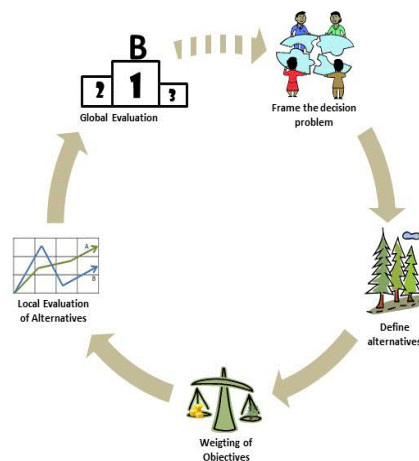 B
2 1 3
Global Evaluation
Frame the decision
problem
A
B
Local Evaluation
of Alternatives
Define
alternatives
Weigting of
Objectives